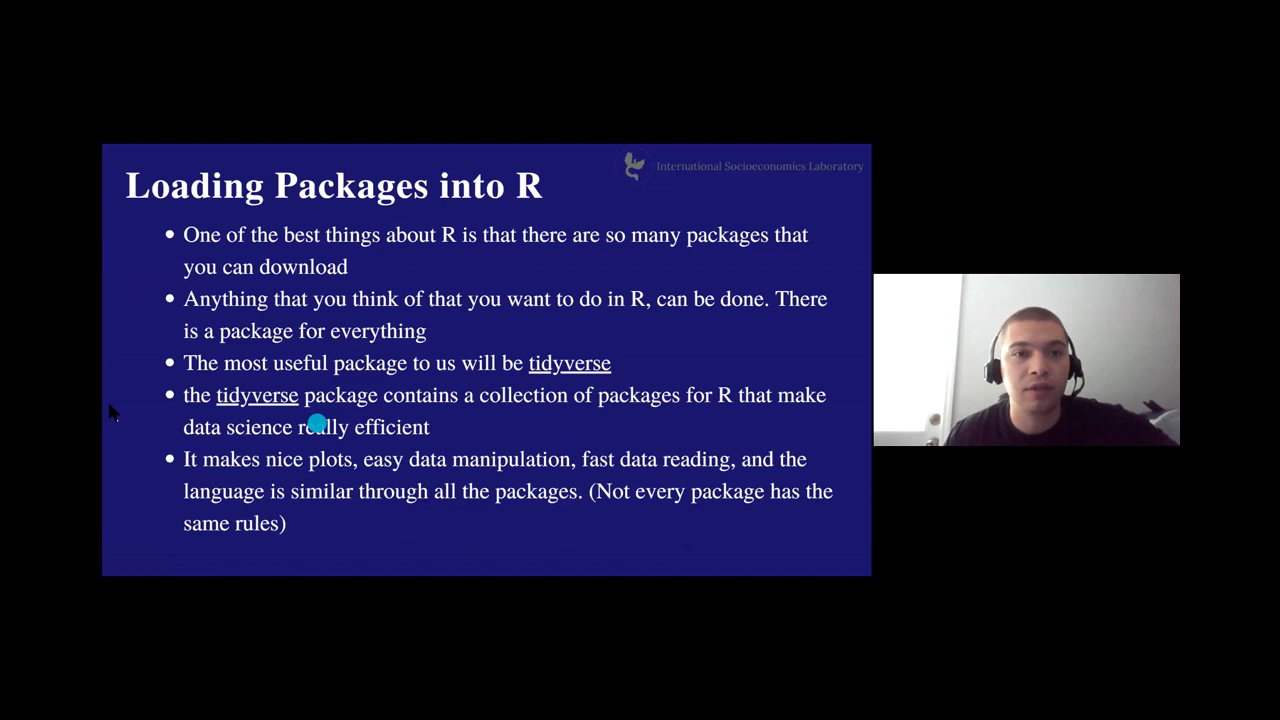 International Socioeconomics Laboratory
Loading Packages into R
• One of the best things about R is that there are so many packages that
you can download
• Anything that you think of that you want to do in R, can be done. There
is a package for everything
• The most useful package to us will be tidyverse
• the tidyverse package contains a collection of packages for R that make
data science really efficient
• It makes nice plots, easy data manipulation, fast data reading, and the
language is similar through all the packages. (Not every package has the
same rules)